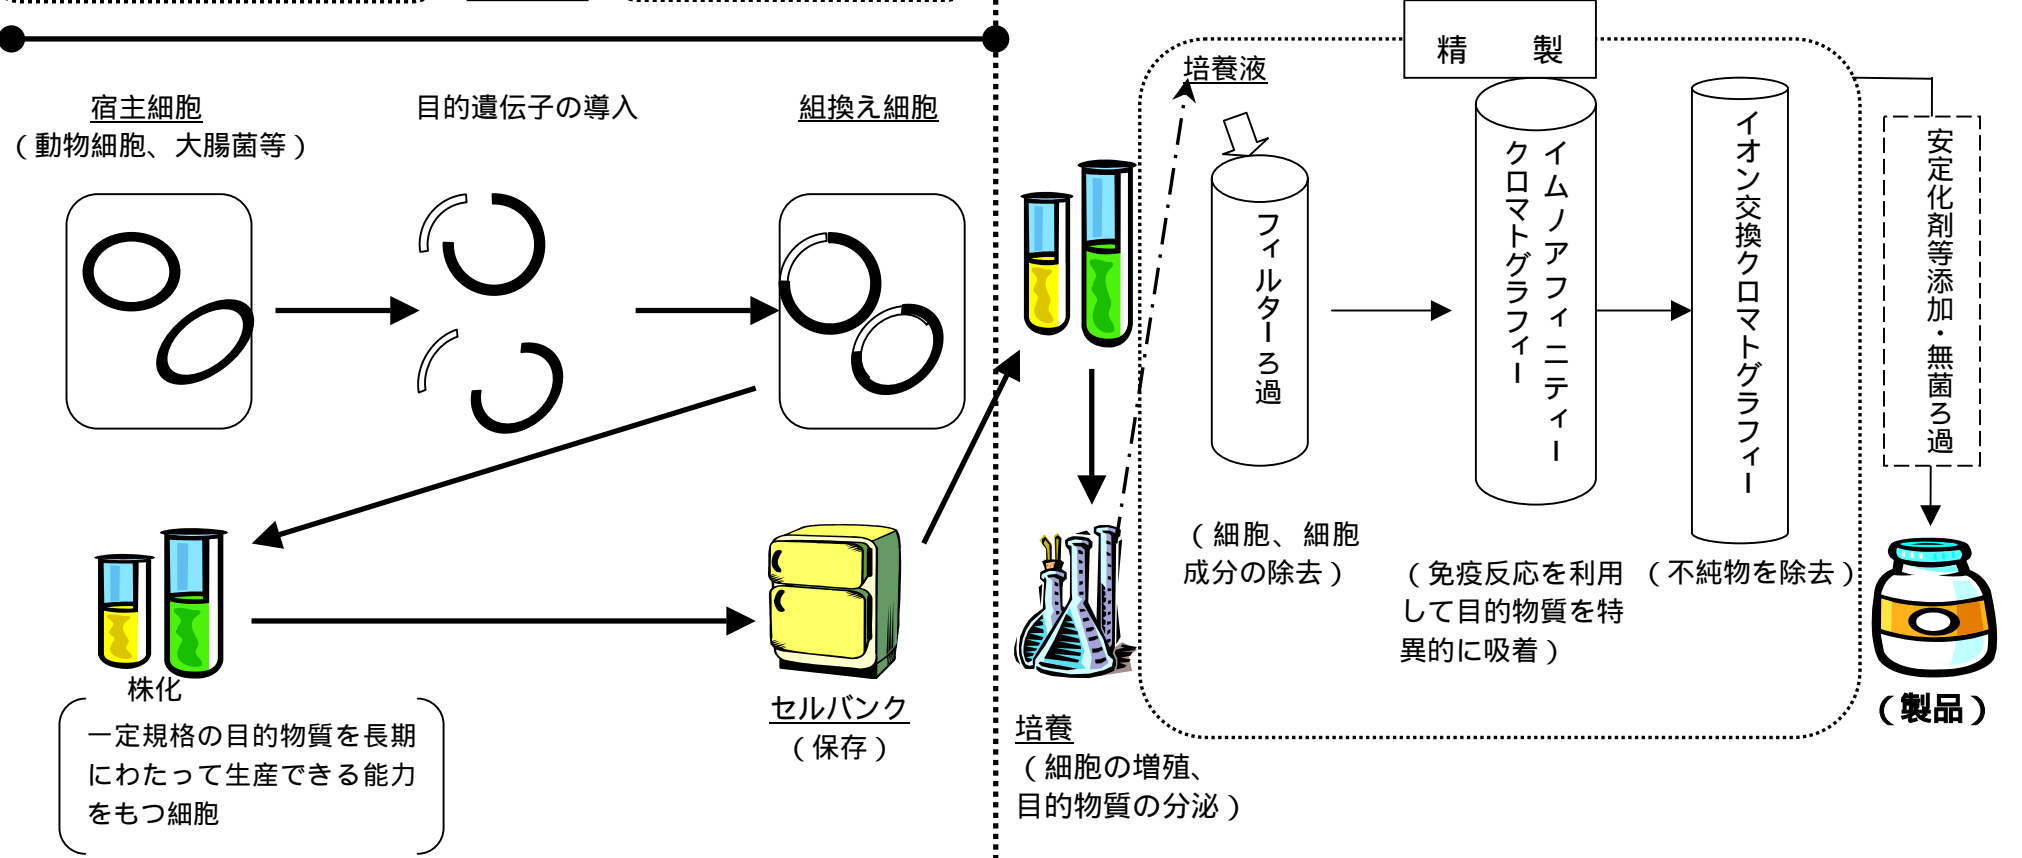 宿主細胞
（動物細胞、大腸菌等）
目的遺伝子の導入
組換え細胞
株化
一定規格の目的物質を長期
にわたって生産できる能力
をもつ細胞
セルバンク
（保存）
培養
（細胞の増殖、
目的物質の分泌）
精　製
培養液
フィルターろ過
（細胞、細胞
成分の除去）
イムノアフィニティー
クロマトグラフィー
（免疫反応を利用
して目的物質を特
異的に吸着）
イオン交換クロマトグラフィー
（不純物を除去）
安定化剤等添加・無菌ろ過
（製品）